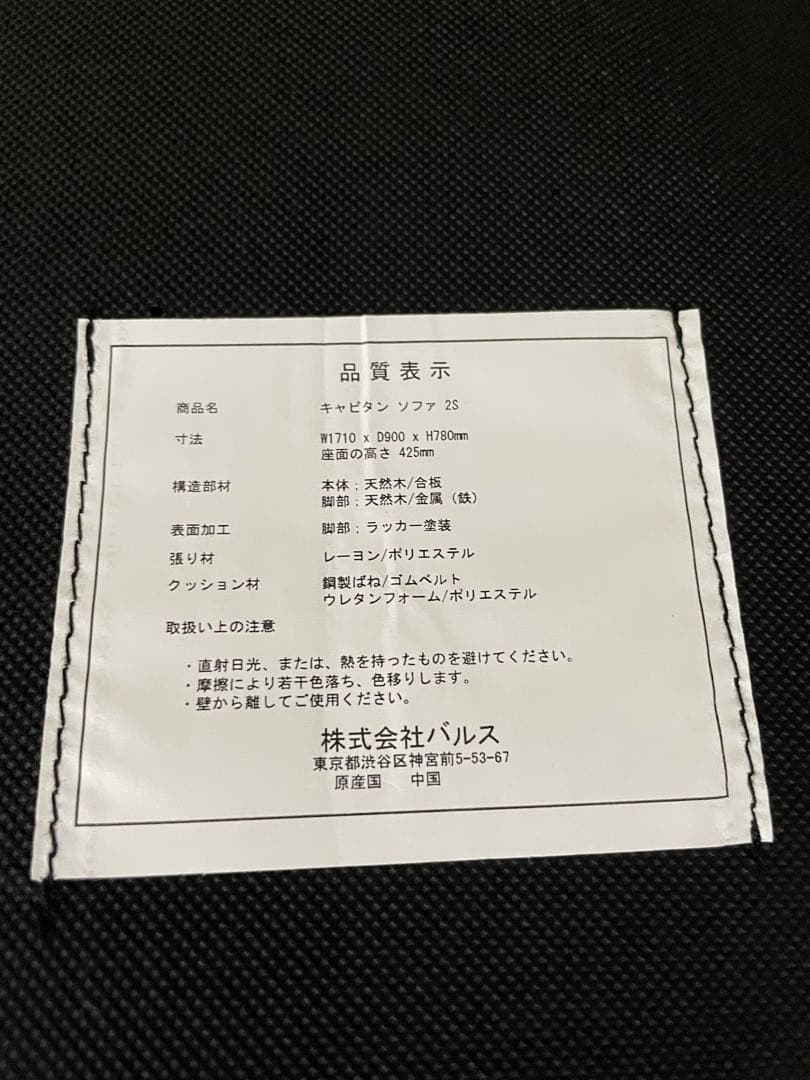 品質表示
商品名 キャピタン ソファ 2S
寸法 W1710 x D900 x H780mm
座面の高さ 425mm
構造部材 本体：天然木/合板
脚部：天然木/金属（鉄）
表面加工 脚部：ラッカー塗装
張り材 レーヨン/ポリエステル
クッション材 鋼製ばね/ゴムベルト
ウレタンフォーム/ポリエステル
取扱い上の注意
・直射日光、または、熱を持ったものを避けてください。
・摩擦により若干色落ち、色移りします。
・壁から離してご使用ください。
株式会社バルス
東京都渋谷区神宮前5-53-67
原産国 中国